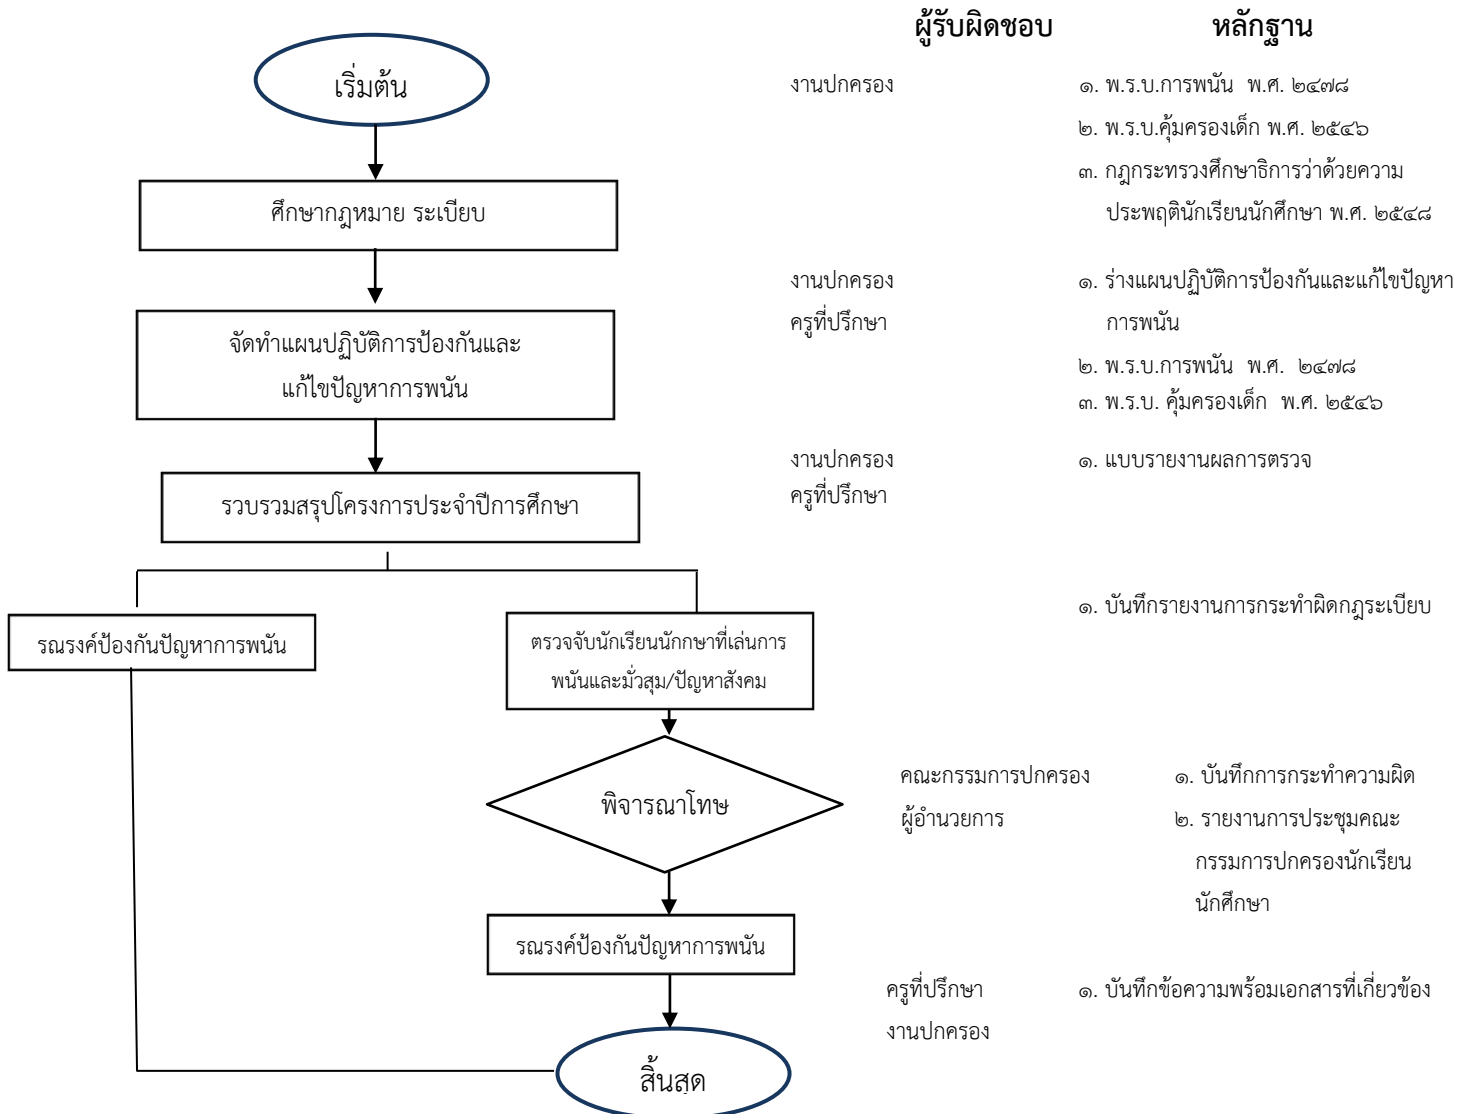 ผู้รับผิดชอบ
หลักฐาน
เริ่มต้น
งานปกครอง
๑. พ.ร.บ.การพนัน พ.ศ. ๒๔๗๘
๒. พ.ร.บ.คุ้มครองเด็ก พ.ศ. ๒๕๔๖
๓. กฎกระทรวงศึกษาธิการว่าด้วยความ
ประพฤตินักเรียนนักศึกษา พ.ศ. ๒๕๔๘
ศึกษากฎหมาย ระเบียบ
งานปกครอง
ครูที่ปรึกษา
๑. ร่างแผนปฏิบัติการป้องกันและแก้ไขปัญหา
การพนัน
๒. พ.ร.บ.การพนัน พ.ศ. ๒๔๗๘
๓. พ.ร.บ. คุ้มครองเด็ก พ.ศ. ๒๕๔๖
จัดทำแผนปฏิบัติการป้องกันและ
แก้ไขปัญหาการพนัน
งานปกครอง
ครูที่ปรึกษา
๑. แบบรายงานผลการตรวจ
รวบรวมสรุปโครงการประจำปีการศึกษา
๑. บันทึกรายงานการกระทำผิดกฎระเบียบ
รณรงค์ป้องกันปัญหาการพนัน
ตรวจจับนักเรียนนักกษาที่เล่นการ
พนันและมั่วสุม/ปัญหาสังคม
คณะกรรมการปกครอง
ผู้อำนวยการ
๑. บันทึกการกระทำความผิด
๒. รายงานการประชุมคณะ
กรรมการปกครองนักเรียน
นักศึกษา
พิจารณาโทษ
รณรงค์ป้องกันปัญหาการพนัน
ครูที่ปรึกษา
งานปกครอง
๑. บันทึกข้อความพร้อมเอกสารที่เกี่ยวข้อง
สิ้นสุด